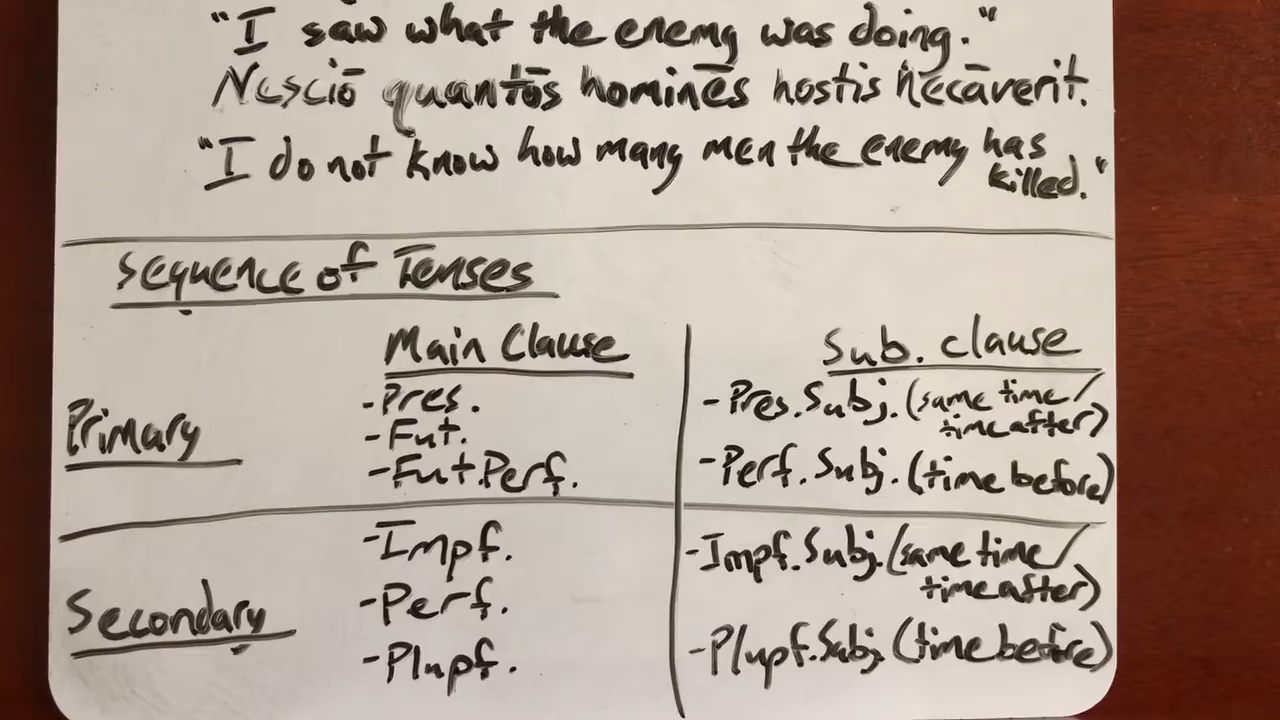 "I saw what the enemy was doing."
Nesciō quantōs hominēs hostis necāverit.
"I do not know how many men the enemy has killed."
Sequence of Tenses
Main Clause
Sub. clause
Primary
-Pres.
-Fut.
-Fut.Perf.
-Pres.Subj. (same time/
time after)
-Perf.Subj. (time before)
Secondary
-Impf.
-Perf.
-Plupf.
-Impf.Subj. (same time/
time after)
-Plupf.Subj. (time before)